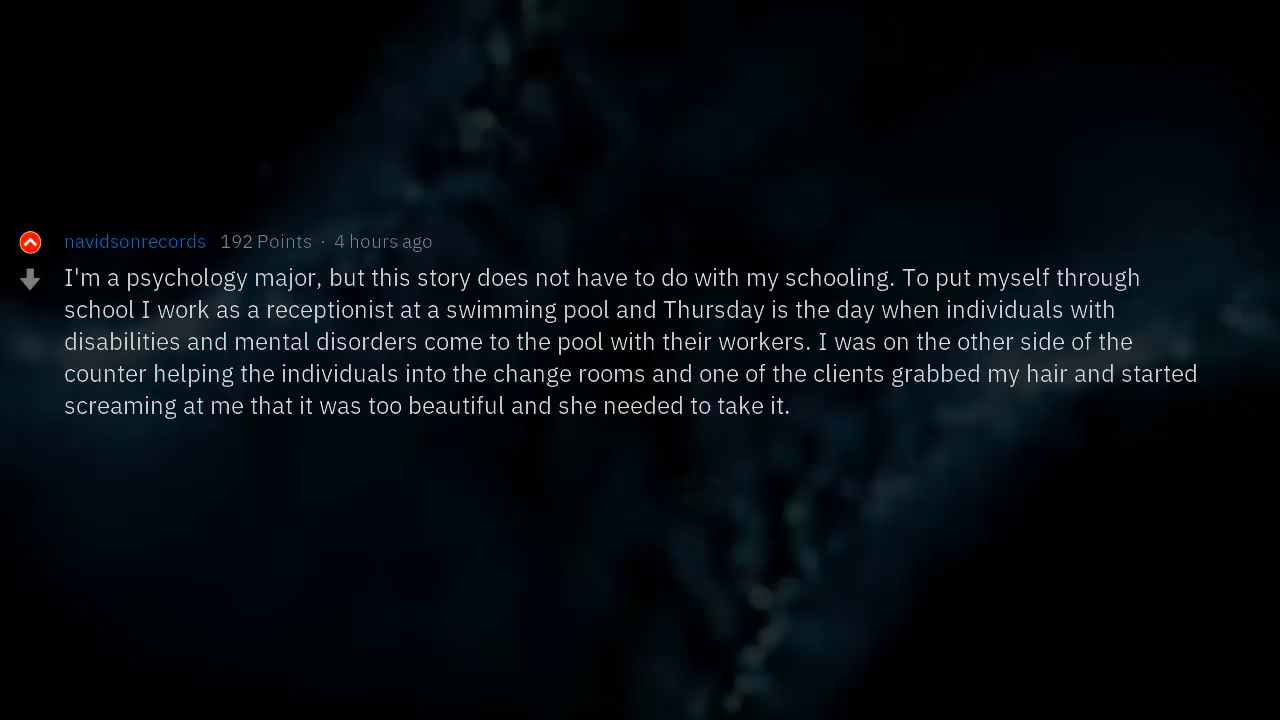 navidsonrecords 192 Points · 4 hours ago
I'm a psychology major, but this story does not have to do with my schooling. To put myself through
school I work as a receptionist at a swimming pool and Thursday is the day when individuals with
disabilities and mental disorders come to the pool with their workers. I was on the other side of the
counter helping the individuals into the change rooms and one of the clients grabbed my hair and started
screaming at me that it was too beautiful and she needed to take it.